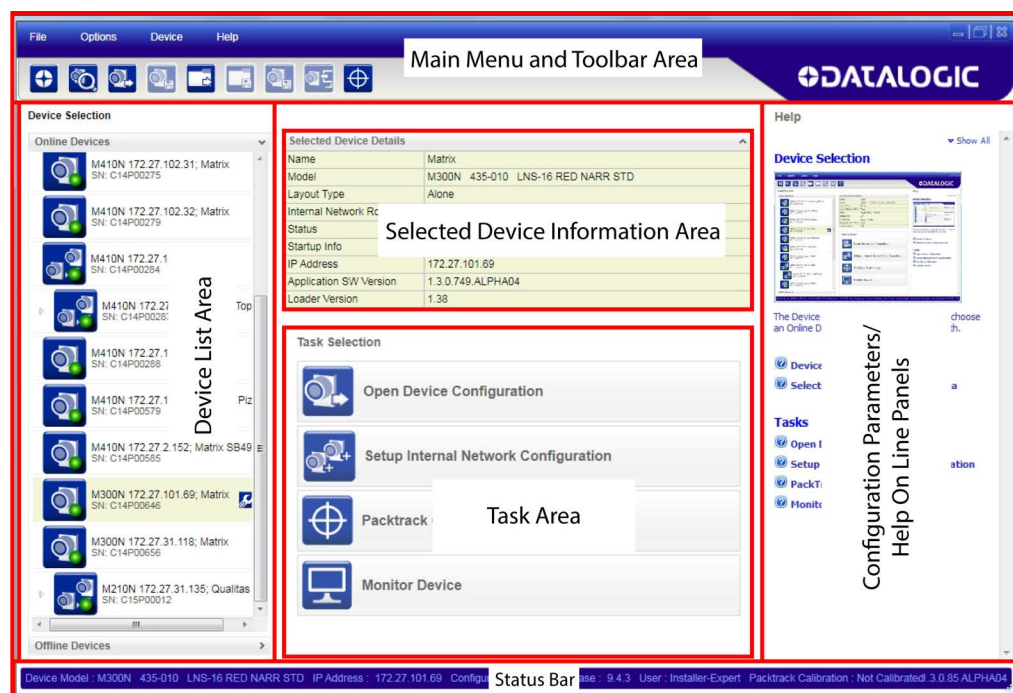 File Options Device Help
Main Menu and Toolbar Area
DATALOGIC
Device Selection
Online Devices
M410N 172.27.102.31; Matrix
SN: C14P00275
M410N 172.27.102.32; Matrix
SN: C14P00279
M410N 172.27.1
SN: C14P00284
M410N 172.27 Top
SN: C14P0028
M410N 172.27.1
SN: C14P00288
M410N 172.27.1 Piz
SN: C14P00579
M410N 172.27.2.152; Matrix SB49
SN: C14P00585
M300N 172.27.101.69; Matrix
SN: C14P00646
M300N 172.27.31.118; Matrix
SN: C14P00656
M210N 172.27.31.135; Qualitas
SN: C15P00012
Offline Devices
Device List Area
Selected Device Details
Name Matrix
Model M300N 435-010 LNS-16 RED NARR STD
Layout Type Alone
Internal Network Ro
Status
Startup Info
IP Address 172.27.101.69
Application SW Version 1.3.0.749.ALPHA04
Loader Version 1.38
Selected Device Information Area
Task Selection
Open Device Configuration
Setup Internal Network Configuration
Packtrack
Monitor Device
Task Area
Help
Show All
Device Selection
The Device choose
an Online D th.
Device
Select a
Tasks
Open
Setup ation
PackT
Monito
Configuration Parameters/
Help On Line Panels
Device Model : M300N 435-010 LNS-16 RED NARR STD IP Address : 172.27.101.69 Configu ase : 9.4.3 User : Installer-Expert Packtrack Calibration : Not Calibrated!.3.0.85 ALPHA04
Status Bar